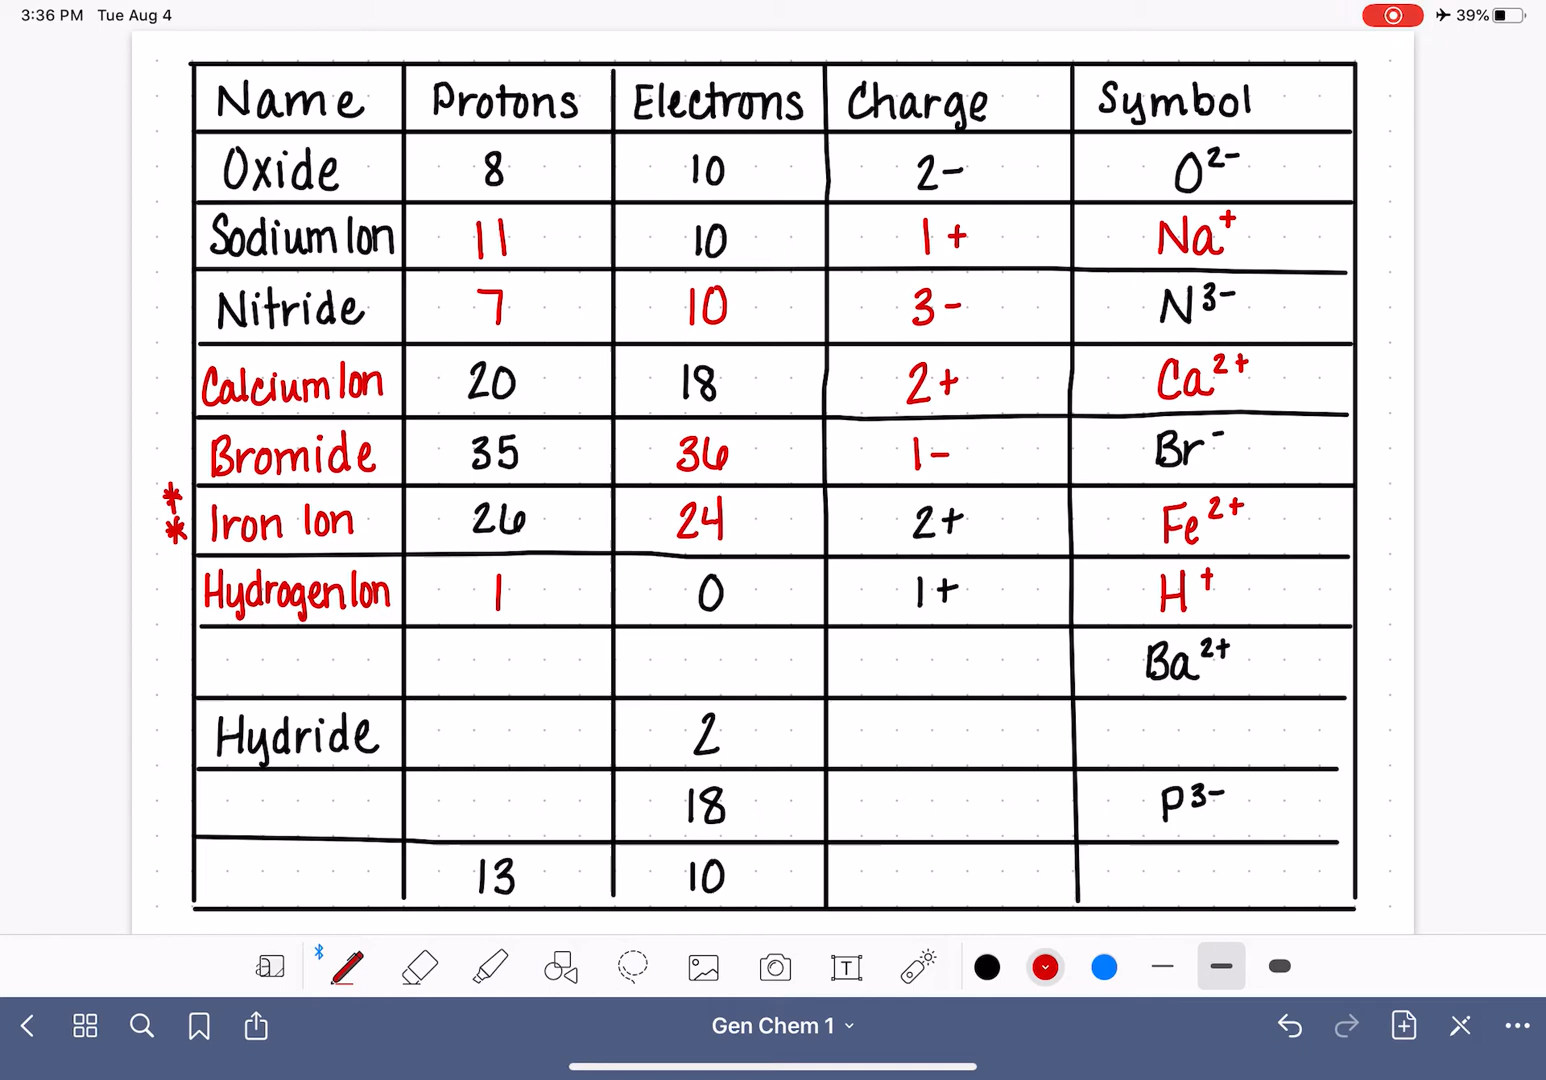 3:36 PM Tue Aug 4
39%
Name Protons Electrons Charge Symbol
Oxide 8 10 2- O²⁻
Sodium Ion 11 10 1+ Na⁺
Nitride 7 10 3- N³⁻
Calcium Ion 20 18 2+ Ca²⁺
Bromide 35 36 1- Br⁻
** Iron Ion 26 24 2+ Fe²⁺
Hydrogen Ion 1 0 1+ H⁺
Ba²⁺
Hydride 2
18 P³⁻
13 10
T
Gen Chem 1